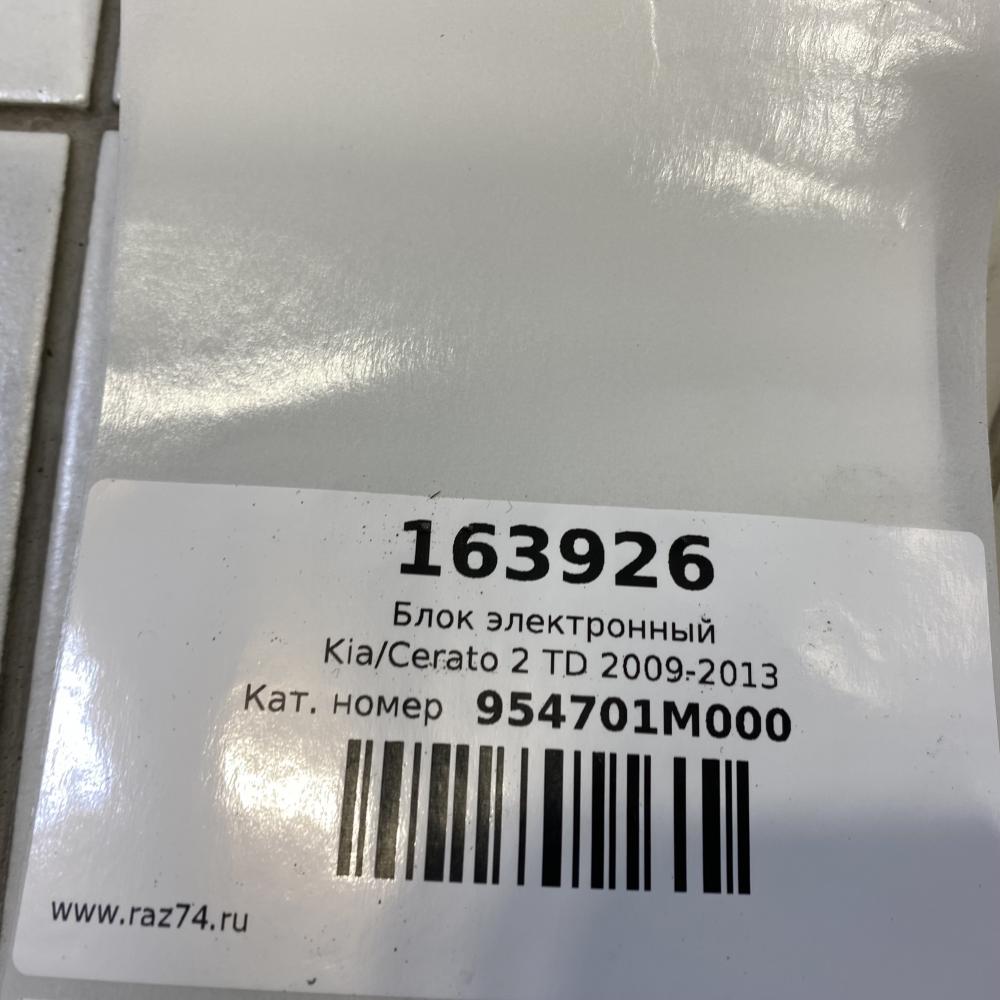 163926
Блок электронный
Kia/Cerato 2 TD 2009-2013
Кат. номер 954701M000
www.raz74.ru